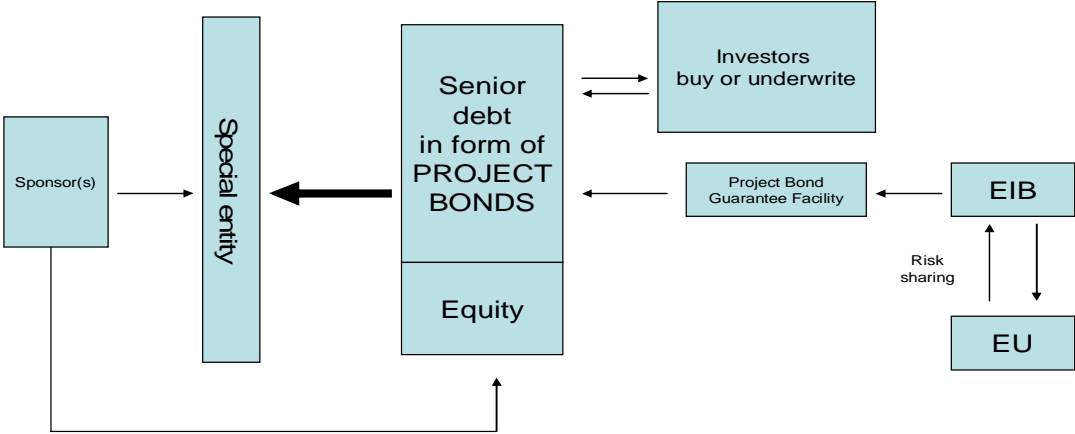 Sponsor(s)
Special entity
Senior
debt
in form of
PROJECT
BONDS
Equity
Investors
buy or underwrite
Project Bond
Guarantee Facility
EIB
Risk
sharing
EU